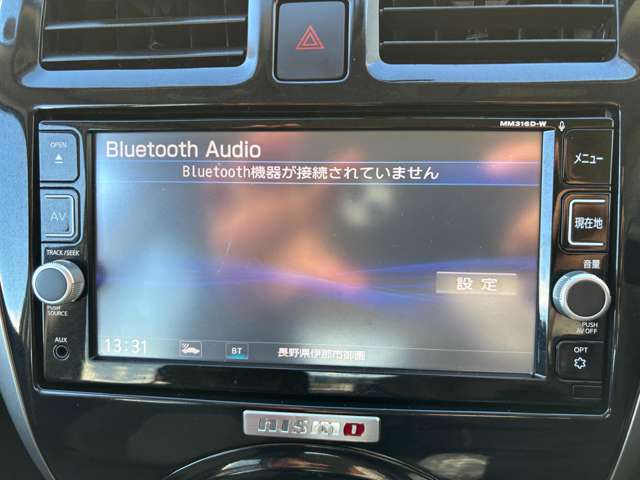 MM316D-W
OPEN
メニュー
Bluetooth Audio
Bluetooth機器が接続されていません
AV
現在地
TRACK/SEEK
音量
設定
PUSH
SOURCE
PUSH
AV OFF
AUX
13:31
BT
長野県伊那市御園
OPT
nismo